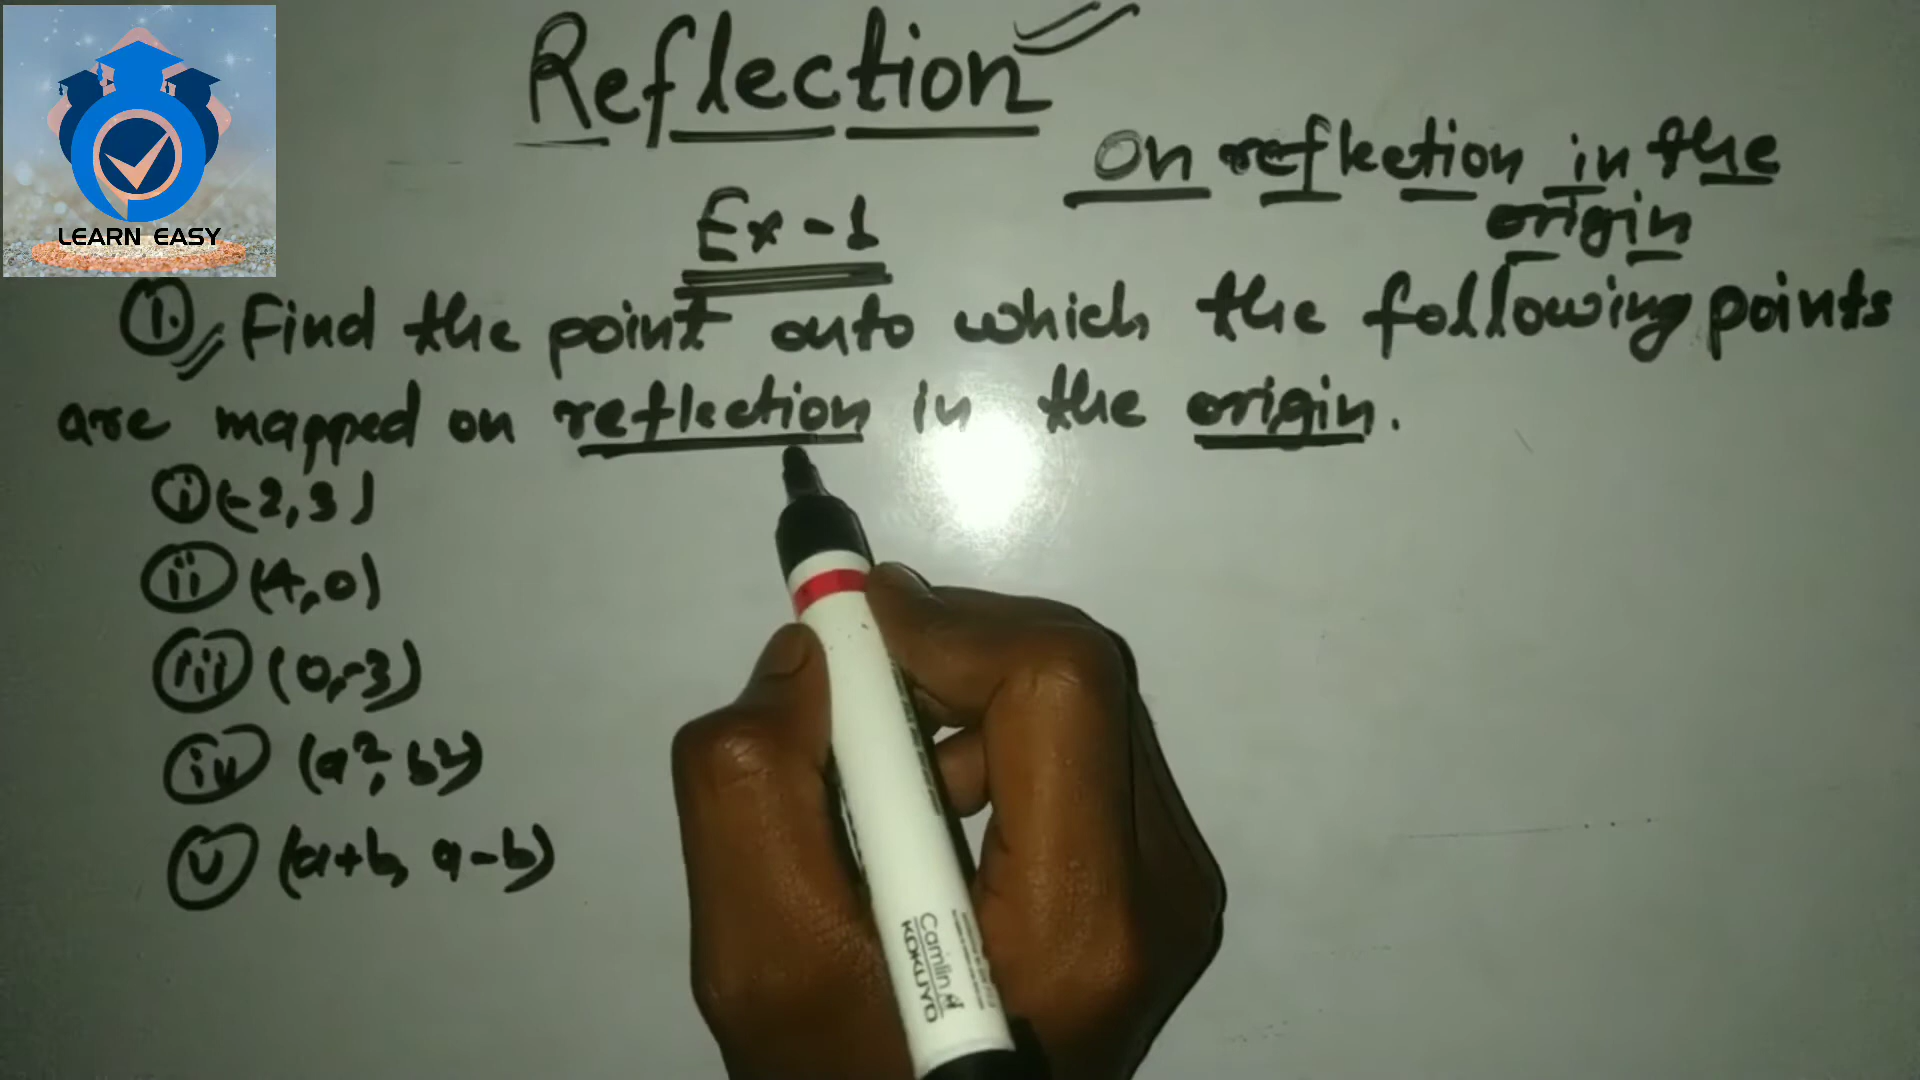 LEARN EASY
Reflection
On reflection in the
origin
Ex-1
1. Find the point onto which the following points
are mapped on reflection in the origin.
i (-2,3)
ii (4,0)
iii (0,-3)
iv (a², b²)
v (a+b, a-b)
Camlin
KOKUYO